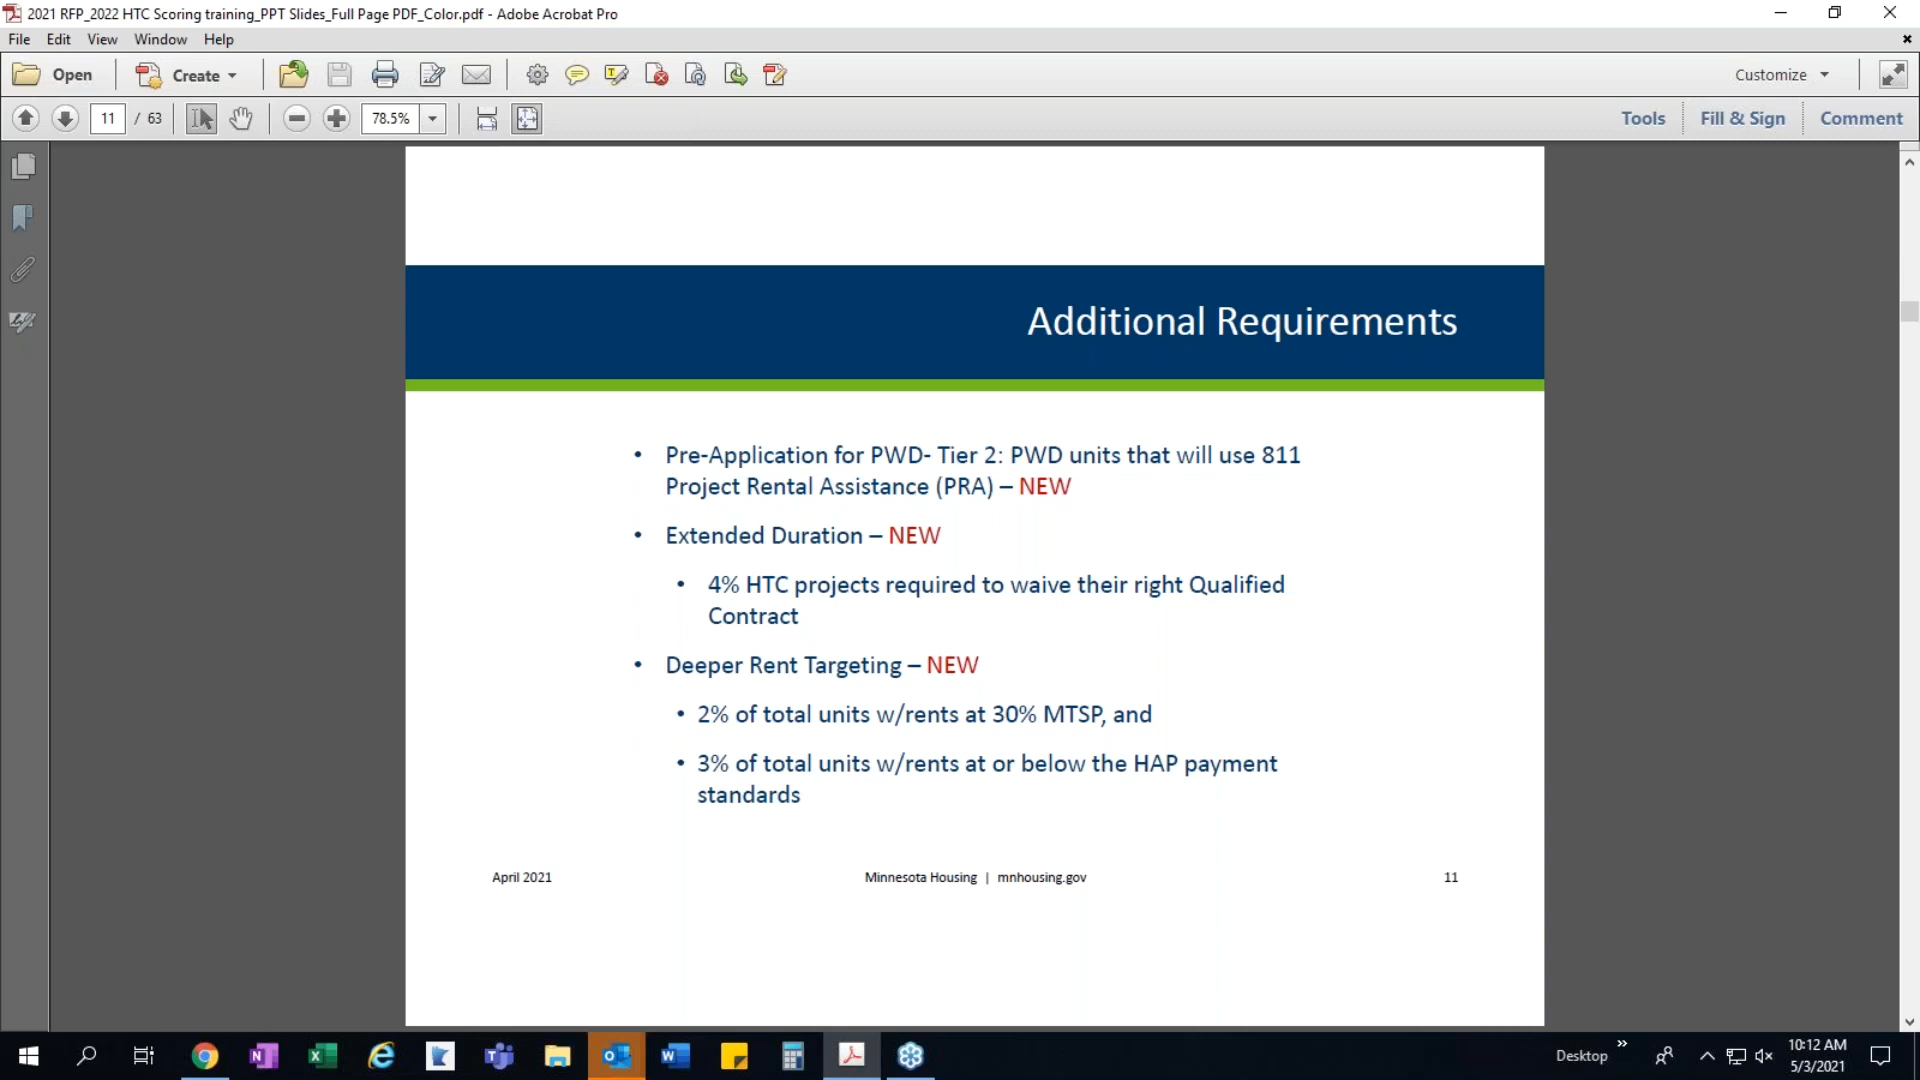 2021 RFP_2022 HTC Scoring training_PPT Slides_Full Page PDF_Color.pdf - Adobe Acrobat Pro
File Edit View Window Help
Open Create Customize
11 / 63 78.5% Tools Fill & Sign Comment
Additional Requirements
• Pre-Application for PWD- Tier 2: PWD units that will use 811
Project Rental Assistance (PRA) – NEW
• Extended Duration – NEW
• 4% HTC projects required to waive their right Qualified
Contract
• Deeper Rent Targeting – NEW
• 2% of total units w/rents at 30% MTSP, and
• 3% of total units w/rents at or below the HAP payment
standards
April 2021 Minnesota Housing | mnhousing.gov 11
Desktop 10:12 AM
5/3/2021